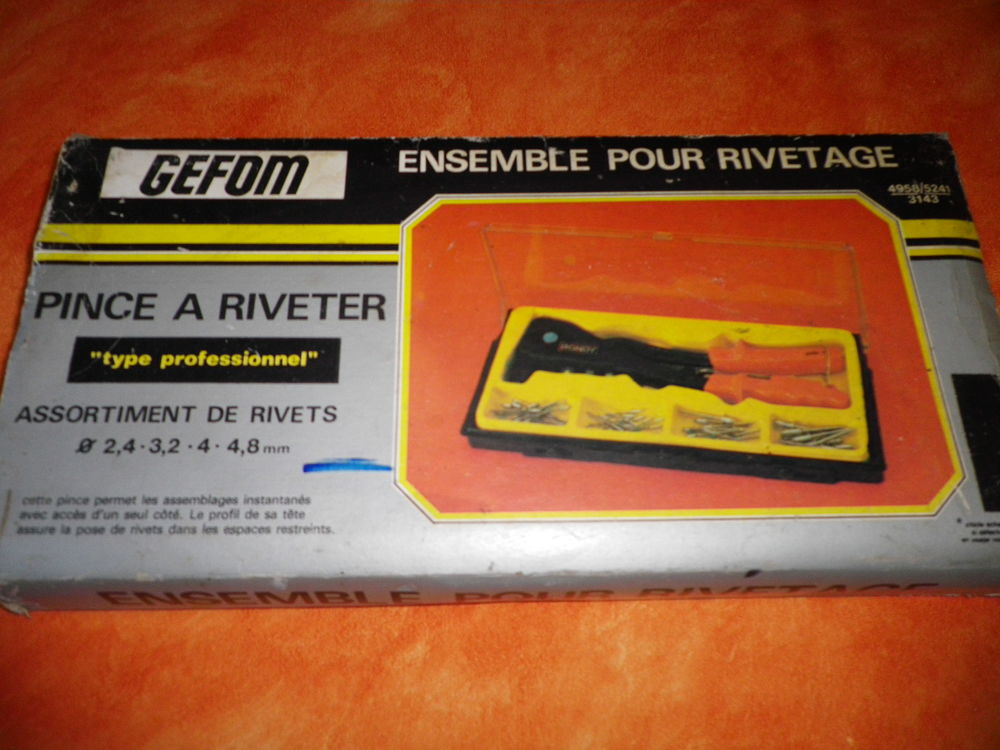 GEFOM
ENSEMBLE POUR RIVETAGE
4958/5241
3143
PINCE A RIVETER
"type professionnel"
ASSORTIMENT DE RIVETS
Ø 2,4 · 3,2 · 4 · 4,8 mm
cette pince permet les assemblages instantanés
avec accès d'un seul côté. Le profil de sa tête
assure la pose de rivets dans les espaces restreints.
ENSEMBLE POUR RIVETAGE